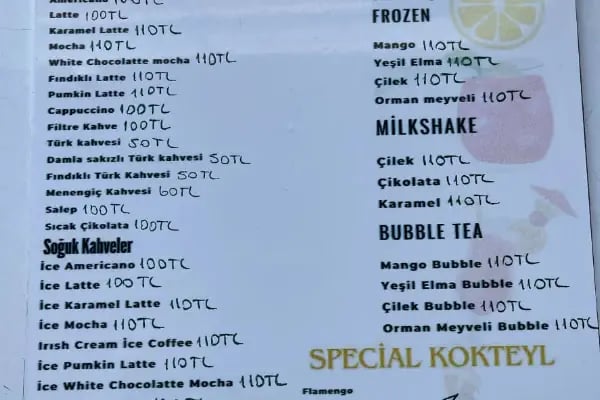 Americano 100TL
Latte 100TL
Karamel Latte 110TL
Mocha 110TL
White Chocolatte mocha 110TL
Fındıklı Latte 110TL
Pumkin Latte 110TL
Cappuccino 100TL
Filtre Kahve 100TL
Türk kahvesi 50TL
Damla sakızlı Türk kahvesi 50TL
Fındıklı Türk Kahvesi 50TL
Menengiç Kahvesi 60TL
Salep 100TL
Sıcak Çikolata 100TL
Soğuk Kahveler
İce Americano 100TL
İce Latte 100TL
İce Karamel Latte 110TL
İce Mocha 110TL
Irısh Cream İce Coffee 110TL
İce Pumkin Latte 110TL
İce White Chocolatte Mocha 110TL
FROZEN
Mango 110TL
Yeşil Elma 110TL
Çilek 110TL
Orman meyveli 110TL
MİLKSHAKE
Çilek 110TL
Çikolata 110TL
Karamel 110TL
BUBBLE TEA
Mango Bubble 110TL
Yeşil Elma Bubble 110TL
Çilek Bubble 110TL
Orman Meyveli Bubble 110TL
SPECİAL KOKTEYL
Flamengo